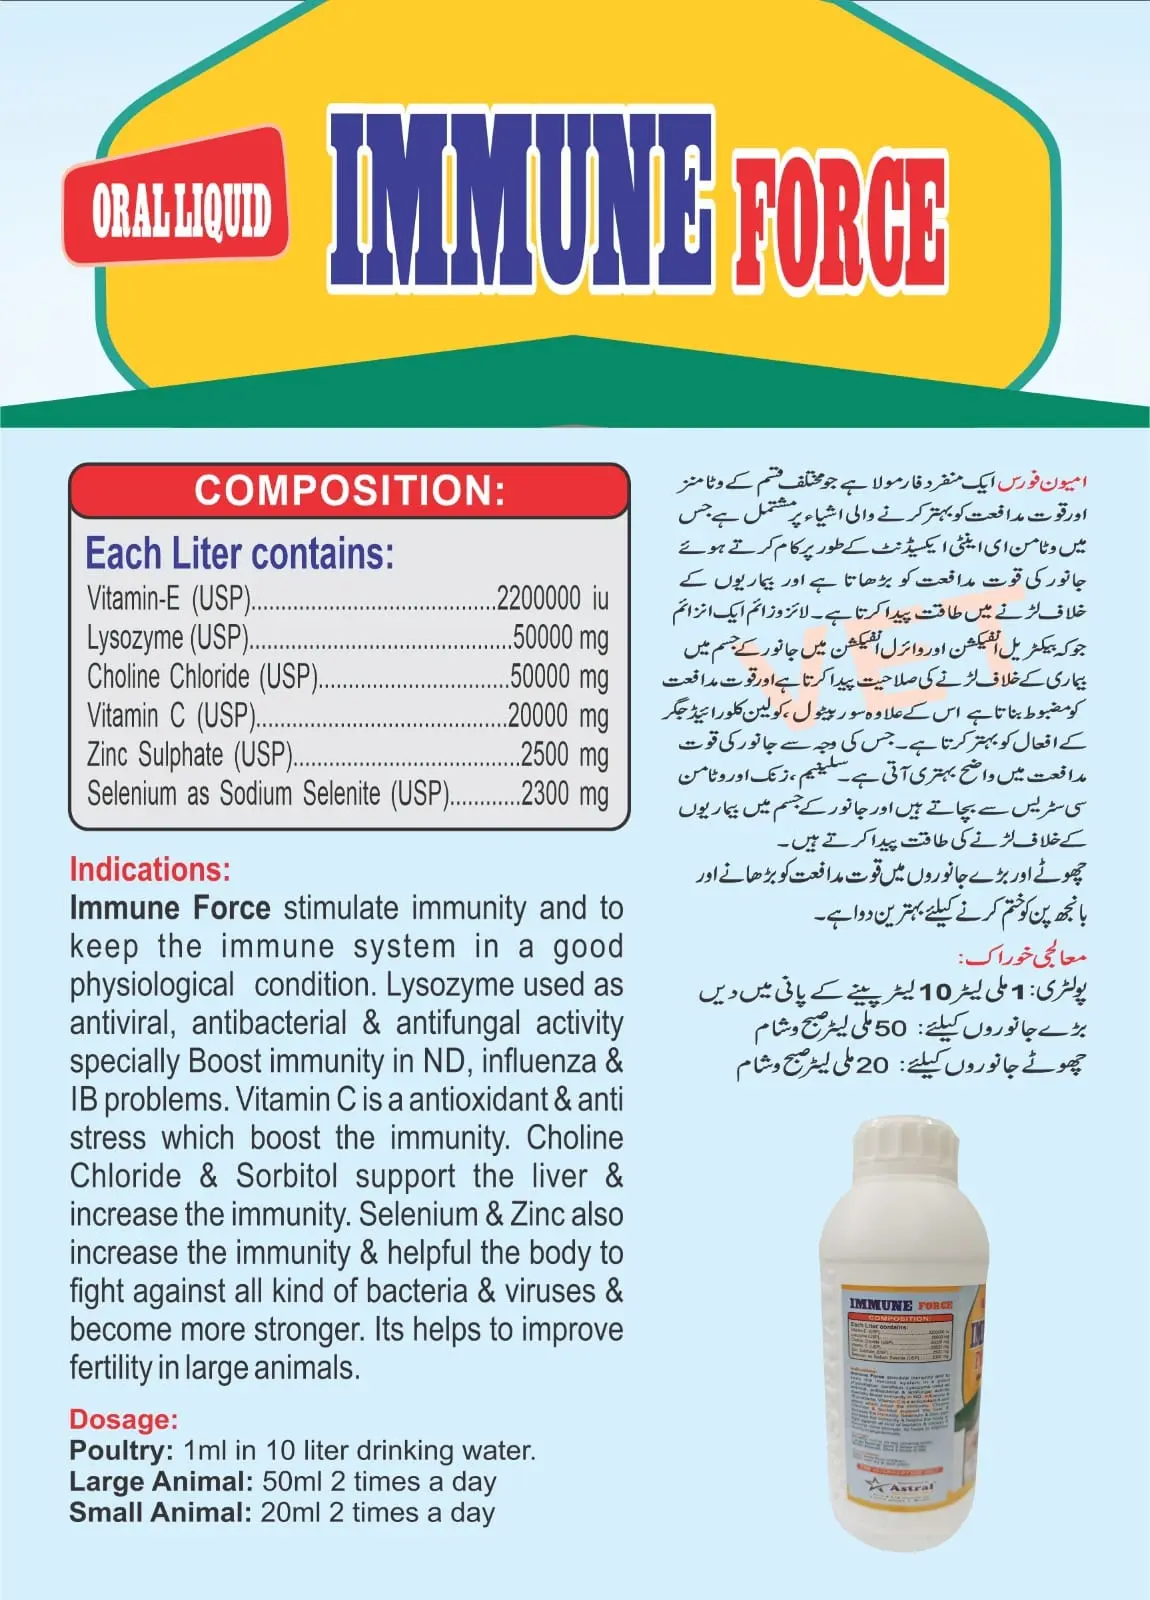 ORAL LIQUID
IMMUNE FORCE
COMPOSITION:
Each Liter contains:
Vitamin-E (USP).........................................2200000 iu
Lysozyme (USP)............................................50000 mg
Choline Chloride (USP)................................50000 mg
Vitamin C (USP)..........................................20000 mg
Zinc Sulphate (USP)......................................2500 mg
Selenium as Sodium Selenite (USP)............2300 mg
Indications:
Immune Force stimulate immunity and to
keep the immune system in a good
physiological condition. Lysozyme used as
antiviral, antibacterial & antifungal activity
specially Boost immunity in ND, influenza &
IB problems. Vitamin C is a antioxidant & anti
stress which boost the immunity. Choline
Chloride & Sorbitol support the liver &
increase the immunity. Selenium & Zinc also
increase the immunity & helpful the body to
fight against all kind of bacteria & viruses &
become more stronger. Its helps to improve
fertility in large animals.
Dosage:
Poultry: 1ml in 10 liter drinking water.
Large Animal: 50ml 2 times a day
Small Animal: 20ml 2 times a day
امیون فورس ایک منفرد فارمولا ہے جو مختلف قسم کے وٹامنز
اور قوت مدافعت کو بہتر کرنے والی اشیاء پر مشتمل ہے جس
میں وٹامن ای اینٹی ایکسیڈنٹ کے طور پر کام کرتے ہوئے
جانور کی قوت مدافعت کو بڑھاتا ہے اور بیماریوں کے
خلاف لڑنے میں طاقت پیدا کرتا ہے۔ لائزوزائم ایک انزائم
جو کہ بیکٹریل انفیکشن اور وائرل انفیکشن میں جانور کے جسم میں
بیماری کے خلاف لڑنے کی صلاحیت پیدا کرتا ہے اور قوت مدافعت
کو مضبوط بناتا ہے اس کے علاوہ سوربیٹول ،کولین کلورائیڈ جگر
کے افعال کو بہتر کرتا ہے۔ جس کی وجہ سے جانور کی قوت
مدافعت میں واضح بہتری آتی ہے۔ سلینیم ،زنک اور وٹامن
سی سٹریس سے بچاتے ہیں اور جانور کے جسم میں بیماریوں
کے خلاف لڑنے کی طاقت پیدا کرتے ہیں۔
چھوٹے اور بڑے جانوروں میں قوت مدافعت کو بڑھانے اور
بانجھ پن کو ختم کرنے کیلئے بہترین دوا ہے۔
معالجی خوراک:
پولٹری: 1 ملی لیٹر 10 لیٹر پینے کے پانی میں دیں
بڑے جانوروں کیلئے: 50 ملی لیٹر صبح وشام
چھوٹے جانوروں کیلئے: 20 ملی لیٹر صبح وشام
VET
IMMUNE FORCE
COMPOSITION:
Each Liter contains:
Astral